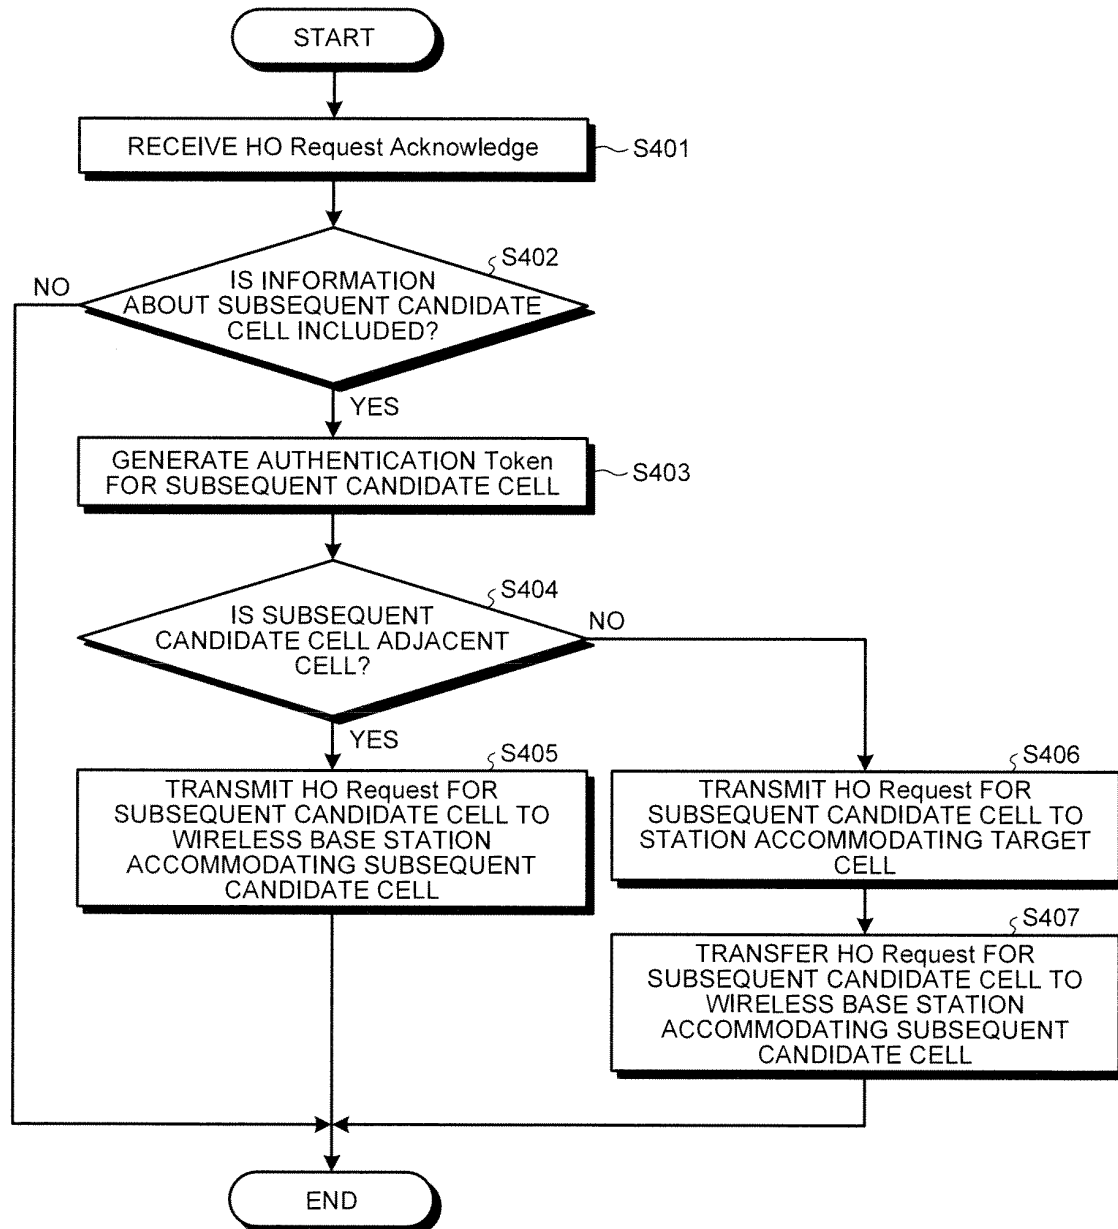 START
RECEIVE HO Request Acknowledge
S401
S402
NO
IS INFORMATION
ABOUT SUBSEQUENT CANDIDATE
CELL INCLUDED?
YES
GENERATE AUTHENTICATION Token
FOR SUBSEQUENT CANDIDATE CELL
S403
S404
IS SUBSEQUENT
CANDIDATE CELL ADJACENT
CELL?
NO
YES
S405
TRANSMIT HO Request FOR
SUBSEQUENT CANDIDATE CELL TO
WIRELESS BASE STATION
ACCOMMODATING SUBSEQUENT
CANDIDATE CELL
S406
TRANSMIT HO Request FOR
SUBSEQUENT CANDIDATE CELL TO
STATION ACCOMMODATING TARGET
CELL
S407
TRANSFER HO Request FOR
SUBSEQUENT CANDIDATE CELL TO
WIRELESS BASE STATION
ACCOMMODATING SUBSEQUENT
CANDIDATE CELL
END